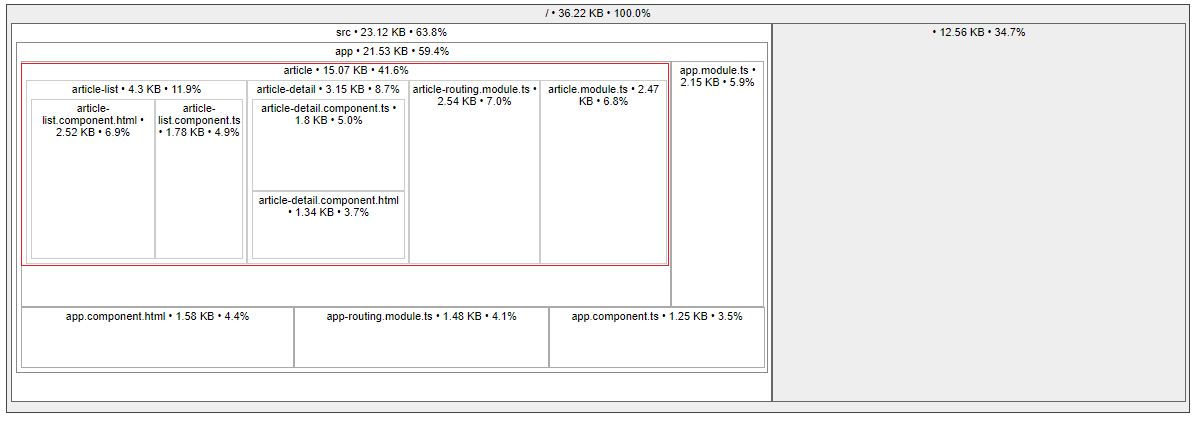 / • 36.22 KB • 100.0%
src • 23.12 KB • 63.8%
app • 21.53 KB • 59.4%
article • 15.07 KB • 41.6%
article-list • 4.3 KB • 11.9%
article-
list.component.html •
2.52 KB • 6.9%
article-
list.component.ts
• 1.78 KB • 4.9%
article-detail • 3.15 KB • 8.7%
article-detail.component.ts •
1.8 KB • 5.0%
article-detail.component.html
• 1.34 KB • 3.7%
article-routing.module.ts •
2.54 KB • 7.0%
article.module.ts • 2.47
KB • 6.8%
app.module.ts •
2.15 KB • 5.9%
app.component.html • 1.58 KB • 4.4%
app-routing.module.ts • 1.48 KB • 4.1%
app.component.ts • 1.25 KB • 3.5%
• 12.56 KB • 34.7%